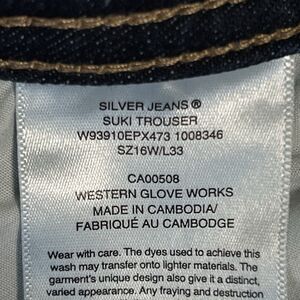 SILVER JEANS®
SUKI TROUSER
W93910EPX473 1008346
SZ16W/L33
CA00508
WESTERN GLOVE WORKS
MADE IN CAMBODIA/
FABRIQUÉ AU CAMBODGE
Wear with care. The dyes used to achieve this
wash may transfer onto lighter materials. The
garment's unique design also give it a distinct,
varied appearance. Any fraying and destruction